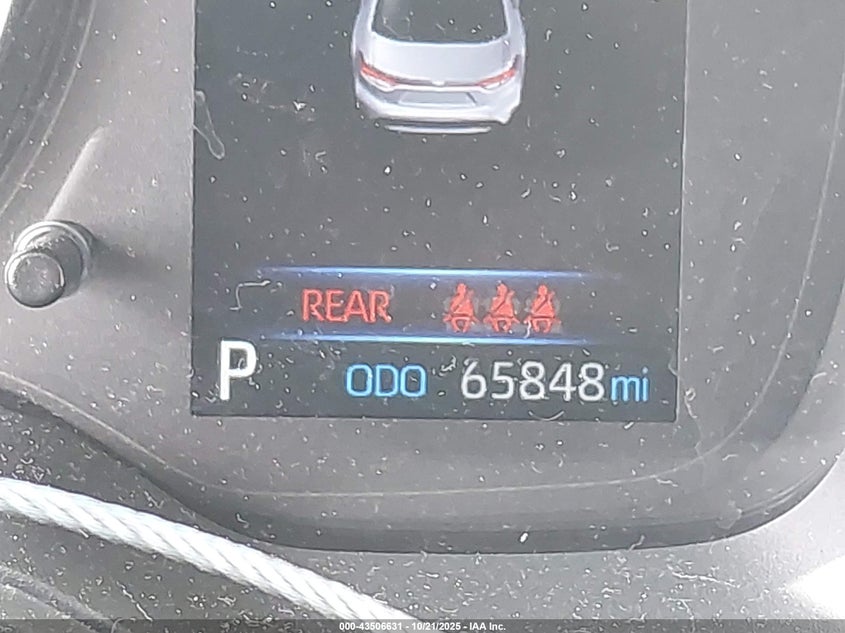 REAR
P ODO 65848 mi
000-43506631 - 10/21/2025 - IAA Inc.